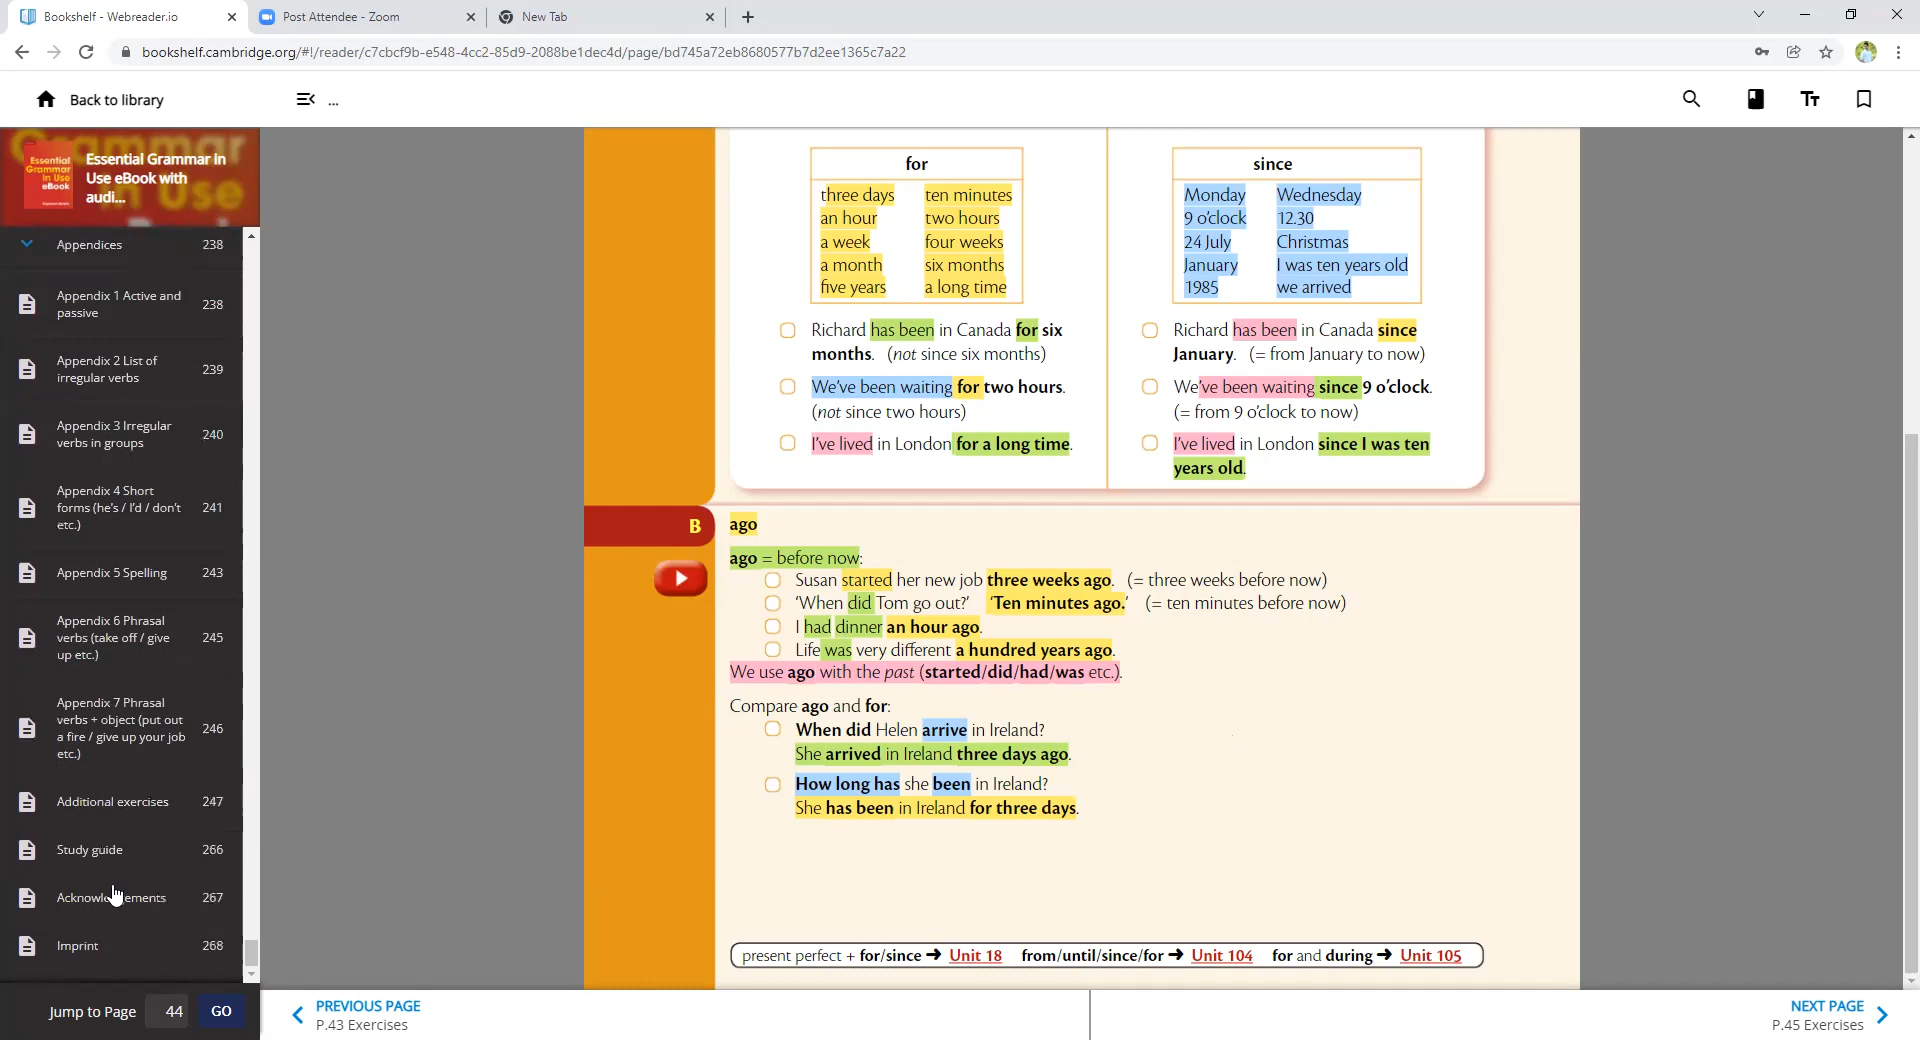 Bookshelf - Webreader.io
Post Attendee - Zoom
New Tab
bookshelf.cambridge.org/#!/reader/c7cbcf9b-e548-4cc2-85d9-2088be1dec4d/page/bd745a72eb8680577b7d2ee1365c7a22
Back to library
...
Essential Grammar in Use eBook
Essential Grammar in
Use eBook with
audi...
Appendices 238
Appendix 1 Active and
passive
238
Appendix 2 List of
irregular verbs
239
Appendix 3 Irregular
verbs in groups
240
Appendix 4 Short
forms (he's / I'd / don't
etc.)
241
Appendix 5 Spelling 243
Appendix 6 Phrasal
verbs (take off / give
up etc.)
245
Appendix 7 Phrasal
verbs + object (put out
a fire / give up your job
etc.)
246
Additional exercises 247
Study guide 266
Acknowledgements 267
Imprint 268
Jump to Page 44 GO
for
three days ten minutes
an hour two hours
a week four weeks
a month six months
five years a long time
Richard has been in Canada for six
months. (not since six months)
We've been waiting for two hours.
(not since two hours)
I've lived in London for a long time.
since
Monday Wednesday
9 o'clock 12.30
24 July Christmas
January I was ten years old
1985 we arrived
Richard has been in Canada since
January. (= from January to now)
We've been waiting since 9 o'clock.
(= from 9 o'clock to now)
I've lived in London since I was ten
years old.
B ago
ago = before now:
Susan started her new job three weeks ago. (= three weeks before now)
'When did Tom go out?' 'Ten minutes ago.' (= ten minutes before now)
I had dinner an hour ago.
Life was very different a hundred years ago.
We use ago with the past (started/did/had/was etc.).
Compare ago and for:
When did Helen arrive in Ireland?
She arrived in Ireland three days ago.
How long has she been in Ireland?
She has been in Ireland for three days.
present perfect + for/since → Unit 18 from/until/since/for → Unit 104 for and during → Unit 105
PREVIOUS PAGE
P.43 Exercises
NEXT PAGE
P.45 Exercises